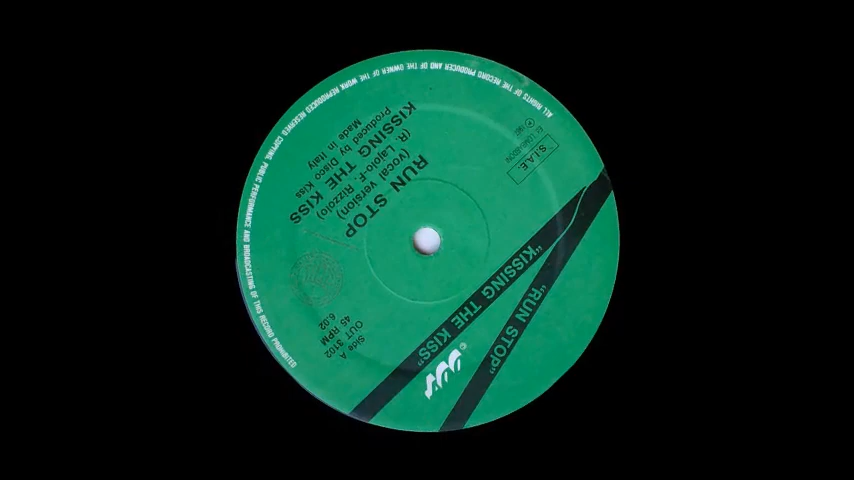 ALL RIGHTS OF THE RECORD PRODUCER AND OF THE OWNER OF THE WORK REPRODUCED RESERVED COPYING, PUBLIC PERFORMANCE AND BROADCASTING OF THIS RECORD PROHIBITED
S.I.A.E.
RUN STOP
(vocal version)
(R. Lajolo-F. Rizzolo)
KISSING THE KISS
Produced by Disco Kiss
Made in Italy
Side A
OUT 3102
45 RPM
6.02
"KISSING THE KISS"
"RUN STOP"
©